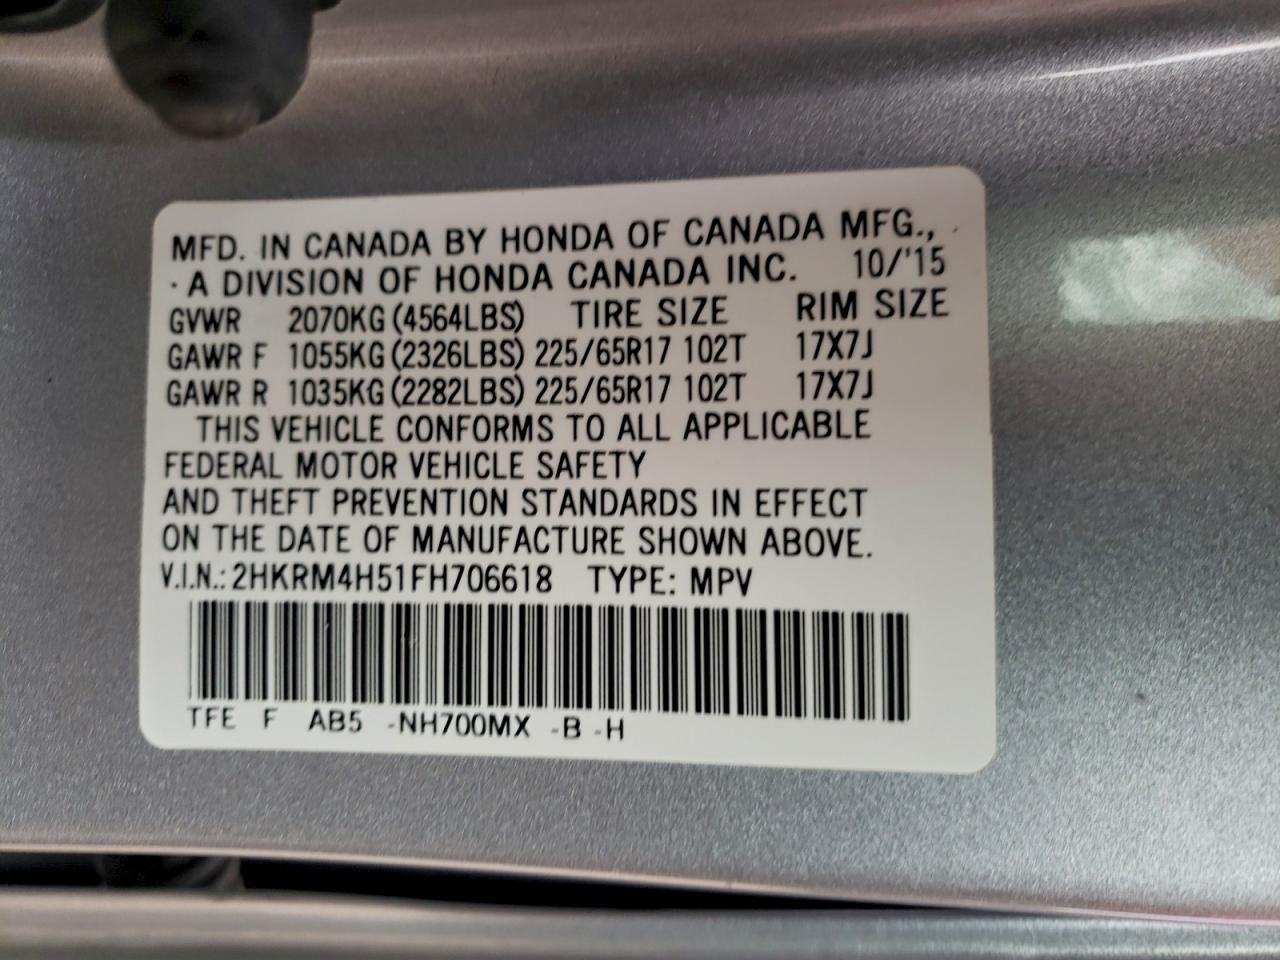 MFD. IN CANADA BY HONDA OF CANADA MFG.,
A DIVISION OF HONDA CANADA INC. 10/'15
GVWR 2070KG (4564LBS) TIRE SIZE RIM SIZE
GAWR F 1055KG (2326LBS) 225/65R17 102T 17X7J
GAWR R 1035KG (2282LBS) 225/65R17 102T 17X7J
THIS VEHICLE CONFORMS TO ALL APPLICABLE
FEDERAL MOTOR VEHICLE SAFETY
AND THEFT PREVENTION STANDARDS IN EFFECT
ON THE DATE OF MANUFACTURE SHOWN ABOVE.
V.I.N.: 2HKRM4H51FH706618 TYPE: MPV
TFE F AB5 -NH700MX -B -H